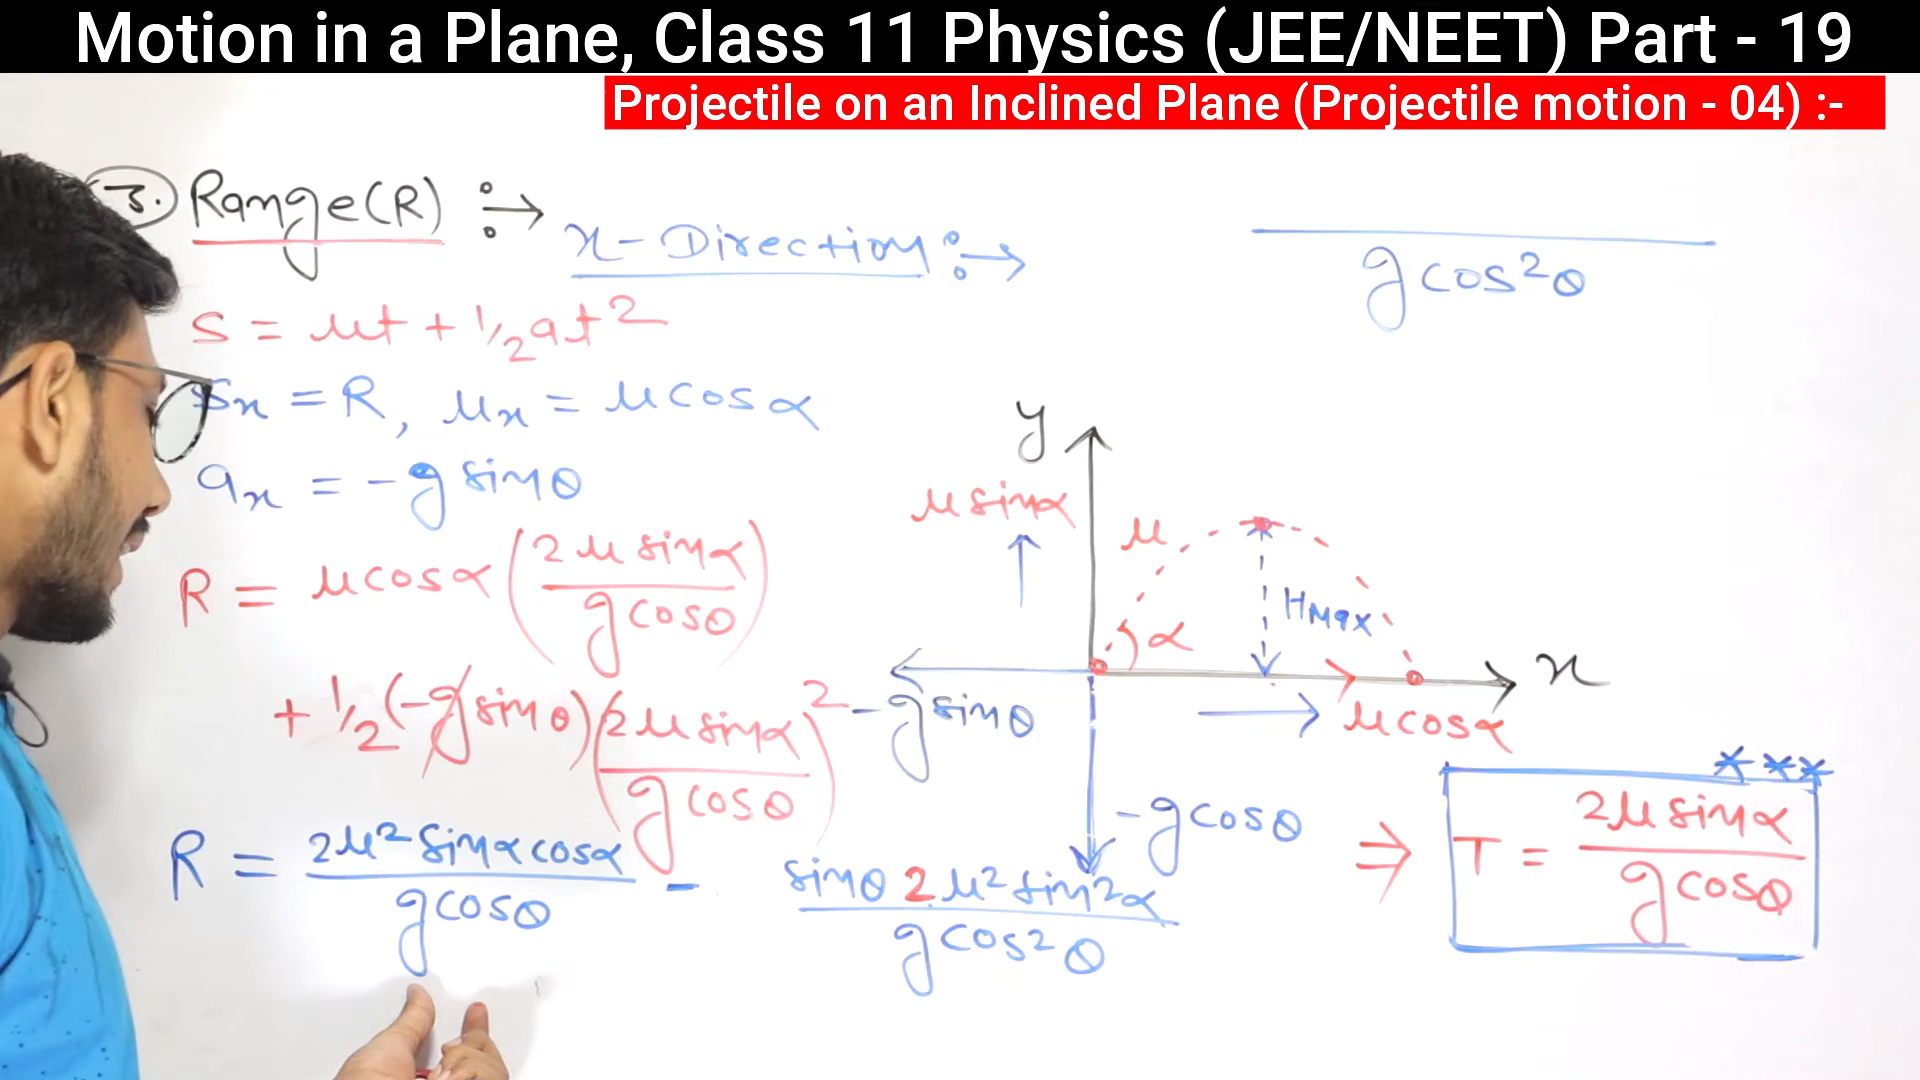 Motion in a Plane, Class 11 Physics (JEE/NEET) Part - 19
Projectile on an Inclined Plane (Projectile motion - 04) :-
3. Range(R) :→
x-Direction :→
s = ut + 1/2at²
Sx = R, ux = ucosα
ax = -g sinθ
R = ucosα (2u sinα / g cosθ)
+ 1/2 (-g sinθ) (2u sinα / g cosθ)²
R = 2u² sinα cosα / g cosθ - sinθ 2u² sin²α / g cos²θ
g cos²θ
y
u sinα
u
α
HMax
x
-g sinθ
u cosα
-g cosθ
***
⇒ T = 2u sinα / g cosθ